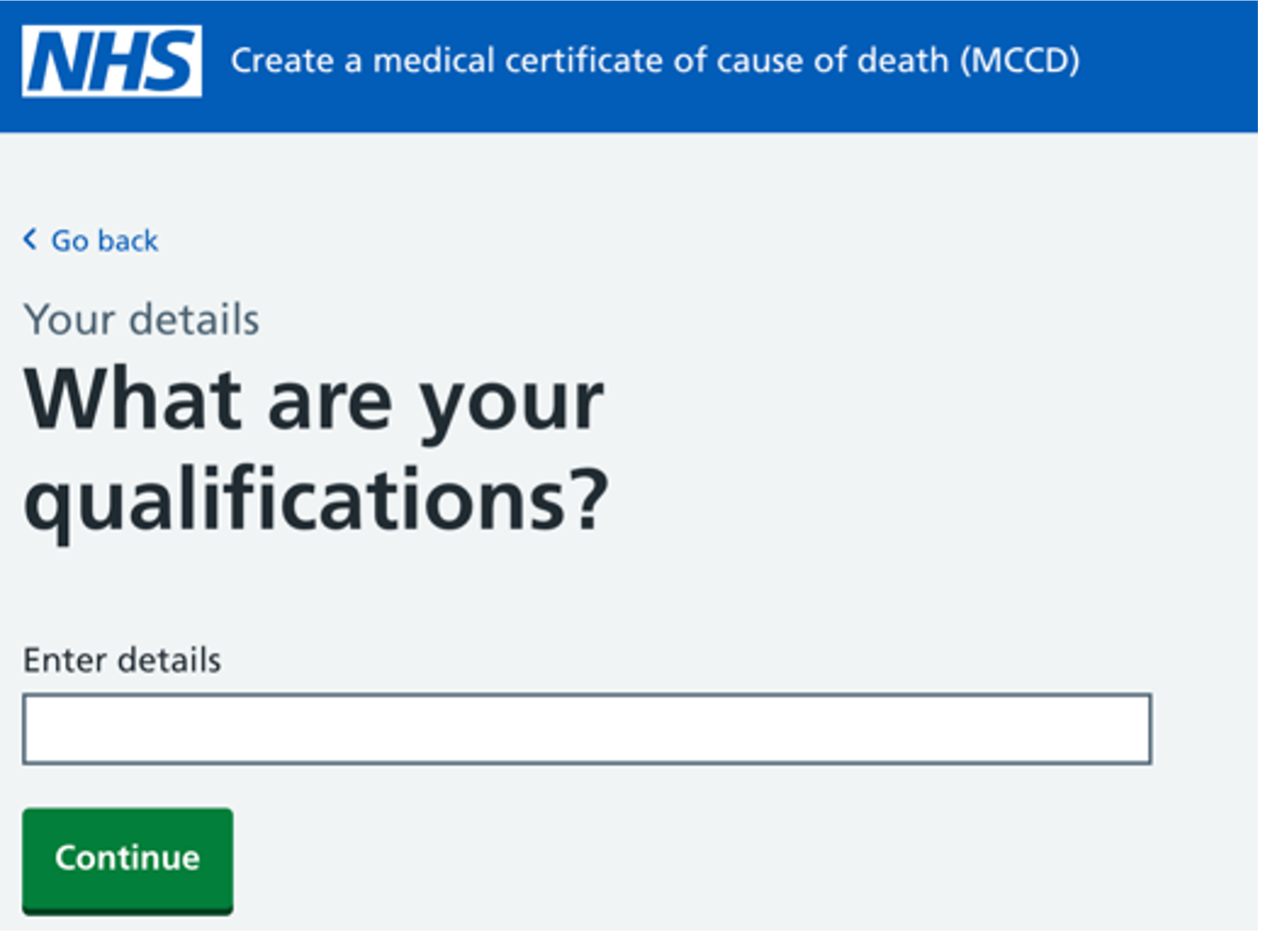 NHS Create a medical certificate of cause of death (MCCD)
Go back
Your details
What are your
qualifications?
Enter details
Continue